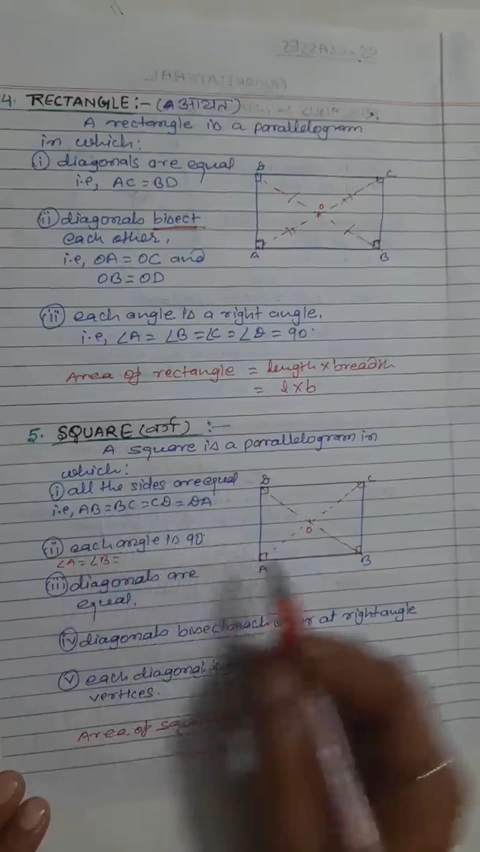 4. RECTANGLE :- (आयत)
A rectangle is a parallelogram
in which:
(i) diagonals are equal
i.e, AC = BD
(ii) diagonals bisect
each other.
i.e, OA = OC and
OB = OD
(iii) each angle is a right angle.
i.e, ∠A = ∠B = ∠C = ∠D = 90°
D C
O
A B
Area of rectangle = length × breadth
= l × b
5. SQUARE (वर्ग) :-
A square is a parallelogram in
which:
(i) all the sides are equal
i.e, AB = BC = CD = DA
(ii) each angle to 90°
∠A = ∠B =
(iii) diagonals are
equal.
D C
O
A B
(iv) diagonals bisect each at right angle
(v) each diagonal
vertices.
Area of